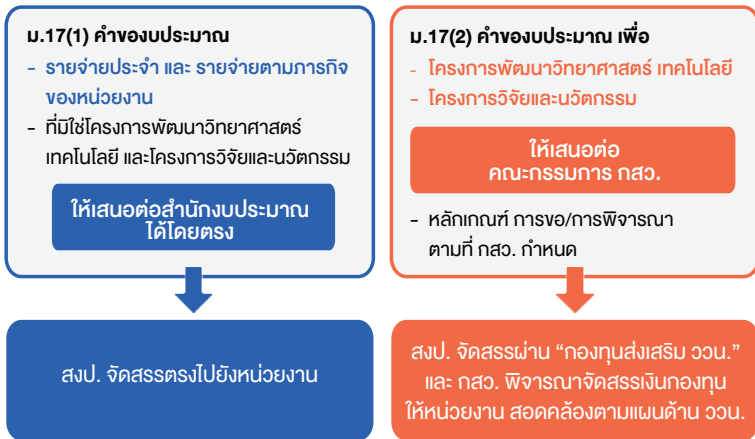 ม.17(1) คำของบประมาณ
- รายจ่ายประจำ และ รายจ่ายตามภารกิจ
ของหน่วยงาน
- ที่มิใช่โครงการพัฒนาวิทยาศาสตร์
เทคโนโลยี และโครงการวิจัยและนวัตกรรม
ให้เสนอต่อสำนักงบประมาณ
ได้โดยตรง
สงป. จัดสรรตรงไปยังหน่วยงาน
ม.17(2) คำของบประมาณ เพื่อ
- โครงการพัฒนาวิทยาศาสตร์ เทคโนโลยี
- โครงการวิจัยและนวัตกรรม
ให้เสนอต่อ
คณะกรรมการ กสว.
- หลักเกณฑ์ การขอ/การพิจารณา
ตามที่ กสว. กำหนด
สงป. จัดสรรผ่าน “กองทุนส่งเสริม ววน.”
และ กสว. พิจารณาจัดสรรเงินกองทุน
ให้หน่วยงาน สอดคล้องตามแผนด้าน ววน.